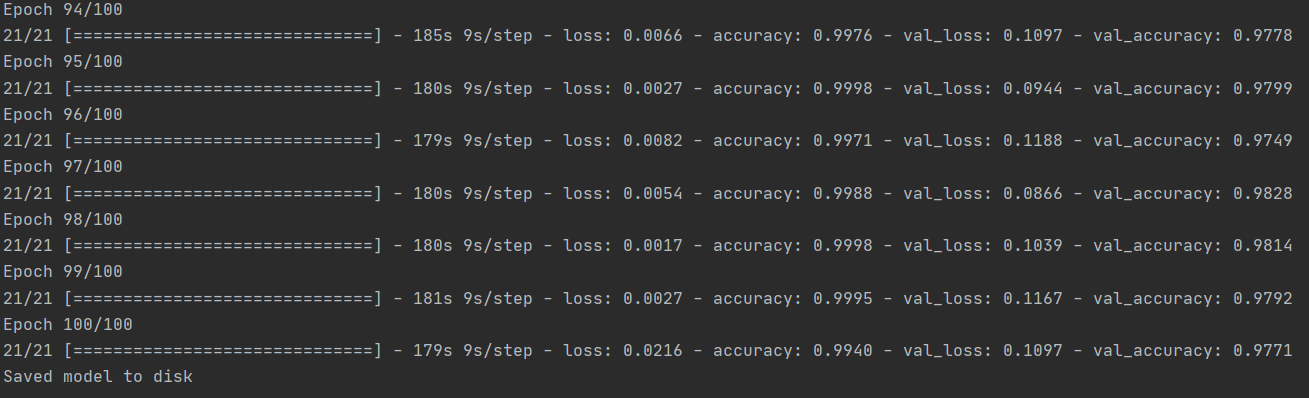 Epoch 94/100
21/21 [==============================] - 185s 9s/step - loss: 0.0066 - accuracy: 0.9976 - val_loss: 0.1097 - val_accuracy: 0.9778
Epoch 95/100
21/21 [==============================] - 180s 9s/step - loss: 0.0027 - accuracy: 0.9998 - val_loss: 0.0944 - val_accuracy: 0.9799
Epoch 96/100
21/21 [==============================] - 179s 9s/step - loss: 0.0082 - accuracy: 0.9971 - val_loss: 0.1188 - val_accuracy: 0.9749
Epoch 97/100
21/21 [==============================] - 180s 9s/step - loss: 0.0054 - accuracy: 0.9988 - val_loss: 0.0866 - val_accuracy: 0.9828
Epoch 98/100
21/21 [==============================] - 180s 9s/step - loss: 0.0017 - accuracy: 0.9998 - val_loss: 0.1039 - val_accuracy: 0.9814
Epoch 99/100
21/21 [==============================] - 181s 9s/step - loss: 0.0027 - accuracy: 0.9995 - val_loss: 0.1167 - val_accuracy: 0.9792
Epoch 100/100
21/21 [==============================] - 179s 9s/step - loss: 0.0216 - accuracy: 0.9940 - val_loss: 0.1097 - val_accuracy: 0.9771
Saved model to disk